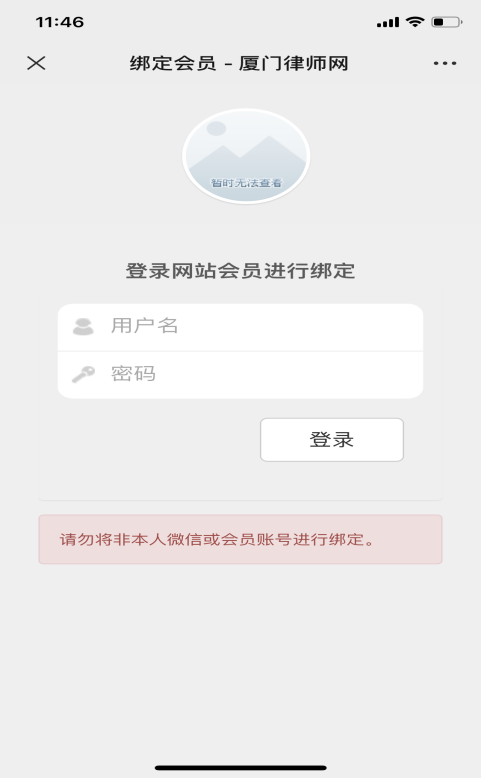 11:46
绑定会员 - 厦门律师网
暂时无法查看
登录网站会员进行绑定
用户名
密码
登录
请勿将非本人微信或会员账号进行绑定。